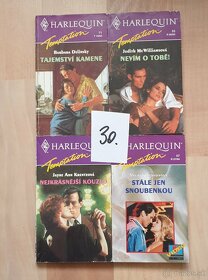 HARLEQUIN
Temptation
Barbara Delinsky
TAJEMSTVÍ KAMENE
HARLEQUIN
Temptation
Judith McWilliamsová
NEVÍM O TOBĚ!
30.
HARLEQUIN
Temptation
Jayne Ann Krentzová
NEJKRÁSNĚJŠÍ KOUZLO
HARLEQUIN
Temptation
STÁLE JEN
SNOUBENKOU